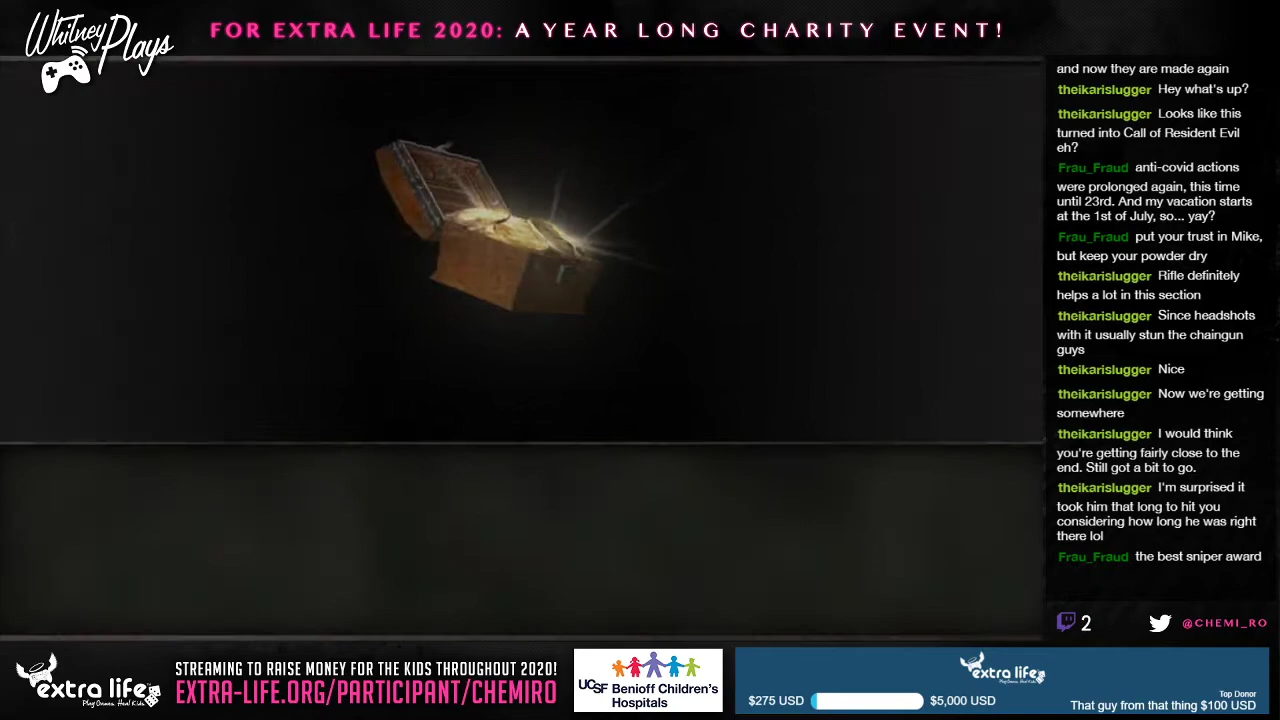 Whitney Plays
FOR EXTRA LIFE 2020: A YEAR LONG CHARITY EVENT!
and now they are made again
theikarislugger Hey what's up?
theikarislugger Looks like this
turned into Call of Resident Evil
eh?
Frau_Fraud anti-covid actions
were prolonged again, this time
until 23rd. And my vacation starts
at the 1st of July, so... yay?
Frau_Fraud put your trust in Mike,
but keep your powder dry
theikarislugger Rifle definitely
helps a lot in this section
theikarislugger Since headshots
with it usually stun the chaingun
guys
theikarislugger Nice
theikarislugger Now we're getting
somewhere
theikarislugger I would think
you're getting fairly close to the
end. Still got a bit to go.
theikarislugger I'm surprised it
took him that long to hit you
considering how long he was right
there lol
Frau_Fraud the best sniper award
2
@CHEMI_RO
extra life
Play Games. Heal Kids.
STREAMING TO RAISE MONEY FOR THE KIDS THROUGHOUT 2020!
EXTRA-LIFE.ORG/PARTICIPANT/CHEMIRO
UCSF Benioff Children's
Hospitals
extra life
Play Games. Heal Kids.
$275 USD
$5,000 USD
Top Donor
That guy from that thing $100 USD